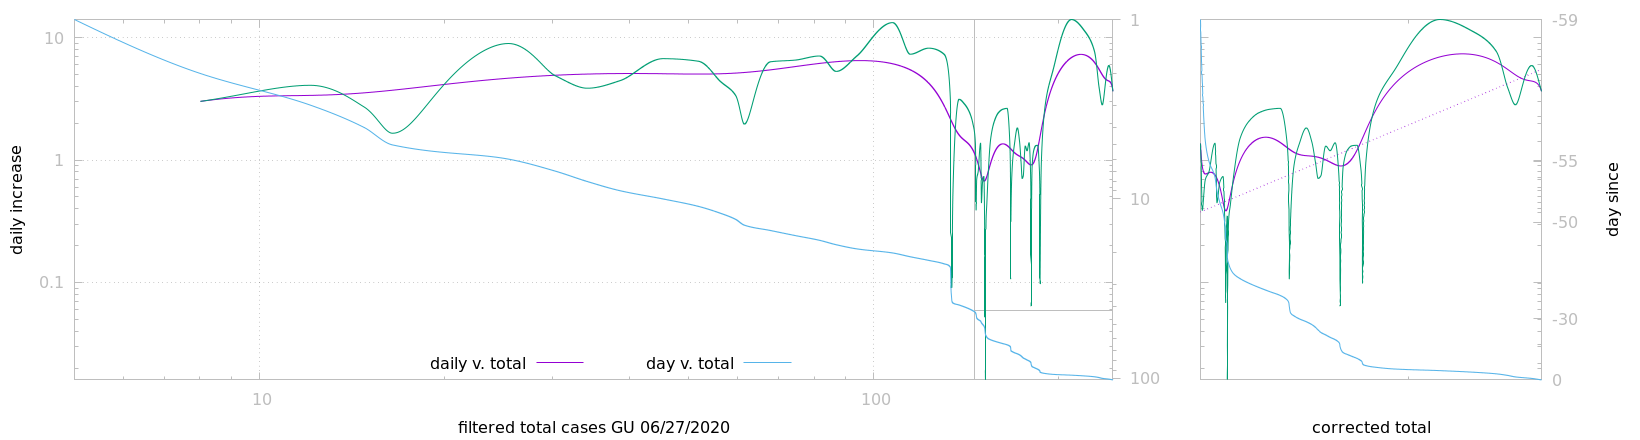 daily increase
10
1
0.1
daily v. total
day v. total
10
100
filtered total cases GU 06/27/2020
1
10
100
-59
-55
-50
-30
0
day since
corrected total